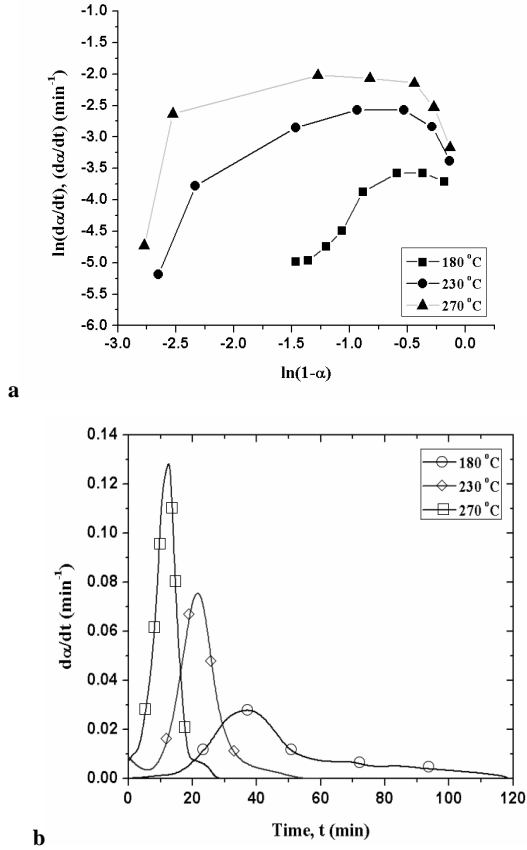 -1.0
-1.5
-2.0
-2.5
-3.0
-3.5
-4.0
-4.5
-5.0
-5.5
-6.0
ln(dα/dt), (dα/dt) (min⁻¹)
180 °C
230 °C
270 °C
-3.0 -2.5 -2.0 -1.5 -1.0 -0.5 0.0
ln(1-α)
a
0.14
0.12
0.10
0.08
0.06
0.04
0.02
0.00
dα/dt (min⁻¹)
180 °C
230 °C
270 °C
0 20 40 60 80 100 120
Time, t (min)
b